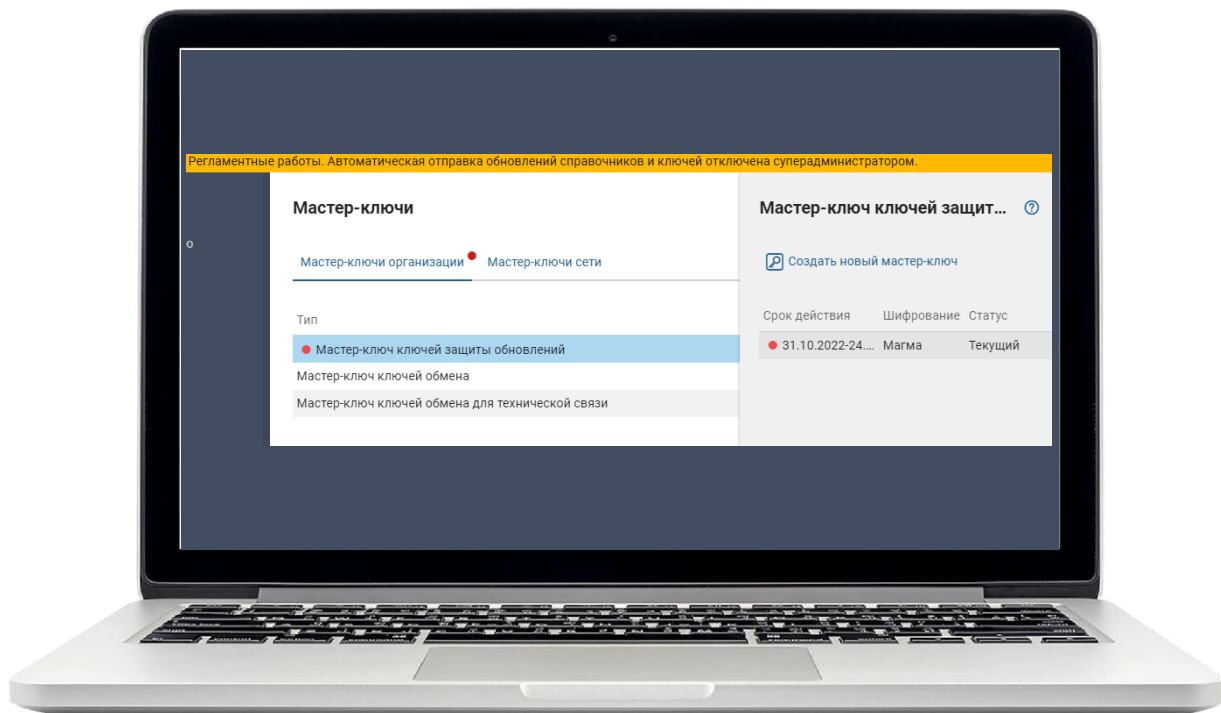 Регламентные работы. Автоматическая отправка обновлений справочников и ключей отключена суперадминистратором.
о
Мастер-ключи
Мастер-ключи организации Мастер-ключи сети
Тип
Мастер-ключ ключей защиты обновлений
Мастер-ключ ключей обмена
Мастер-ключ ключей обмена для технической связи
Мастер-ключ ключей защит...
Создать новый мастер-ключ
Срок действия Шифрование Статус
31.10.2022-24.... Магма Текущий